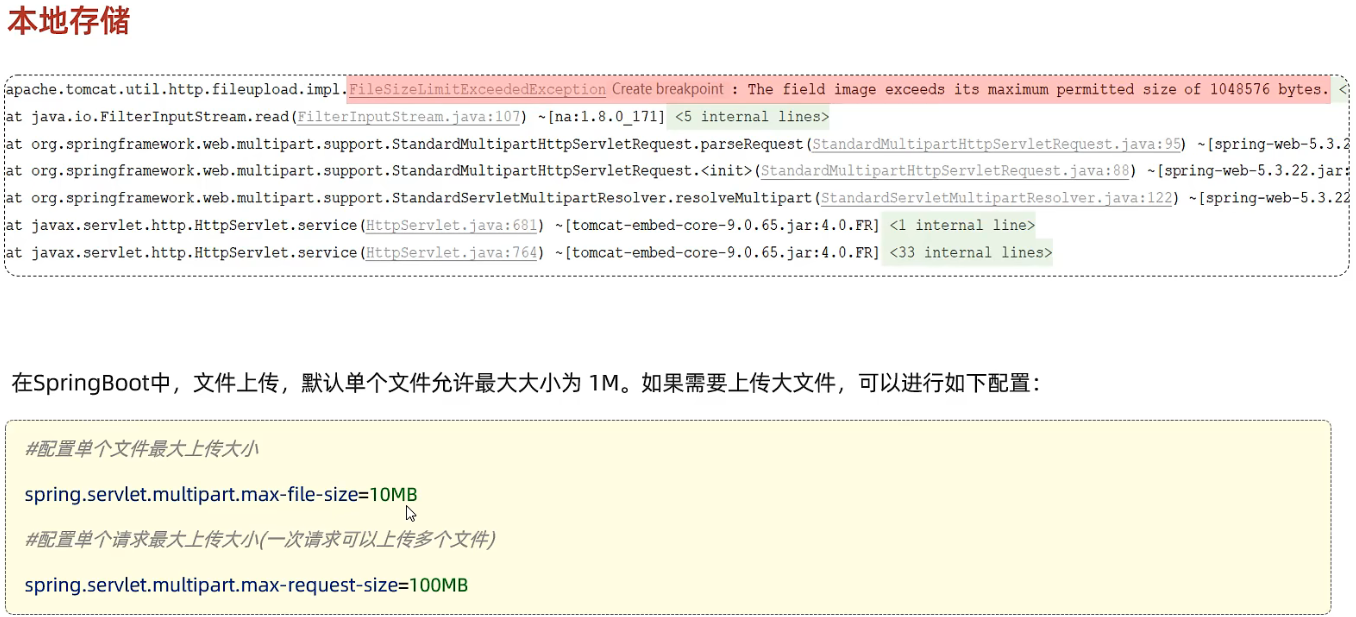 本地存储
apache.tomcat.util.http.fileupload.impl.FileSizeLimitExceededException Create breakpoint : The field image exceeds its maximum permitted size of 1048576 bytes. <
at java.io.FilterInputStream.read(FilterInputStream.java:107) ~[na:1.8.0_171] <5 internal lines>
at org.springframework.web.multipart.support.StandardMultipartHttpServletRequest.parseRequest(StandardMultipartHttpServletRequest.java:95) ~[spring-web-5.3.2
at org.springframework.web.multipart.support.StandardMultipartHttpServletRequest.<init>(StandardMultipartHttpServletRequest.java:88) ~[spring-web-5.3.22.jar:
at org.springframework.web.multipart.support.StandardServletMultipartResolver.resolveMultipart(StandardServletMultipartResolver.java:122) ~[spring-web-5.3.22
at javax.servlet.http.HttpServlet.service(HttpServlet.java:681) ~[tomcat-embed-core-9.0.65.jar:4.0.FR] <1 internal line>
at javax.servlet.http.HttpServlet.service(HttpServlet.java:764) ~[tomcat-embed-core-9.0.65.jar:4.0.FR] <33 internal lines>
在SpringBoot中，文件上传，默认单个文件允许最大大小为 1M。如果需要上传大文件，可以进行如下配置：
#配置单个文件最大上传大小
spring.servlet.multipart.max-file-size=10MB
#配置单个请求最大上传大小(一次请求可以上传多个文件)
spring.servlet.multipart.max-request-size=100MB